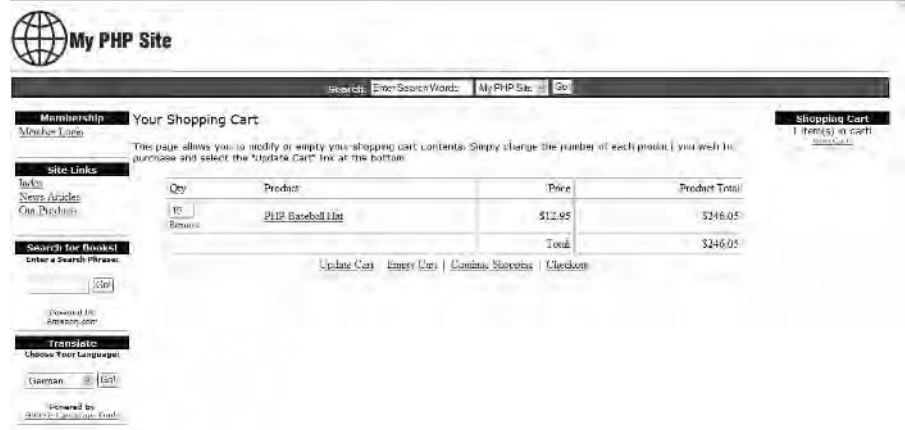 My PHP Site
Search: Enter Search Words My PHP Site Go!
Membership
Member Login
Site Links
Index
News Articles
Our Products
Search for Books!
Enter a Search Phrase:
Go!
Powered by
Amazon.com
Translate
Choose Your Language:
German Go!
Powered by
Your Shopping Cart
This page allows you to modify or empty your shopping cart contents. Simply change the number of each product you wish to
purchase and select the "Update Cart" link at the bottom.
Qty Product Price Product Total
19 PHP Baseball Hat $12.95 $246.05
Remove
Total: $246.05
Update Cart | Empty Cart | Continue Shopping | Checkout
Shopping Cart
1 item(s) in cart!
View Cart